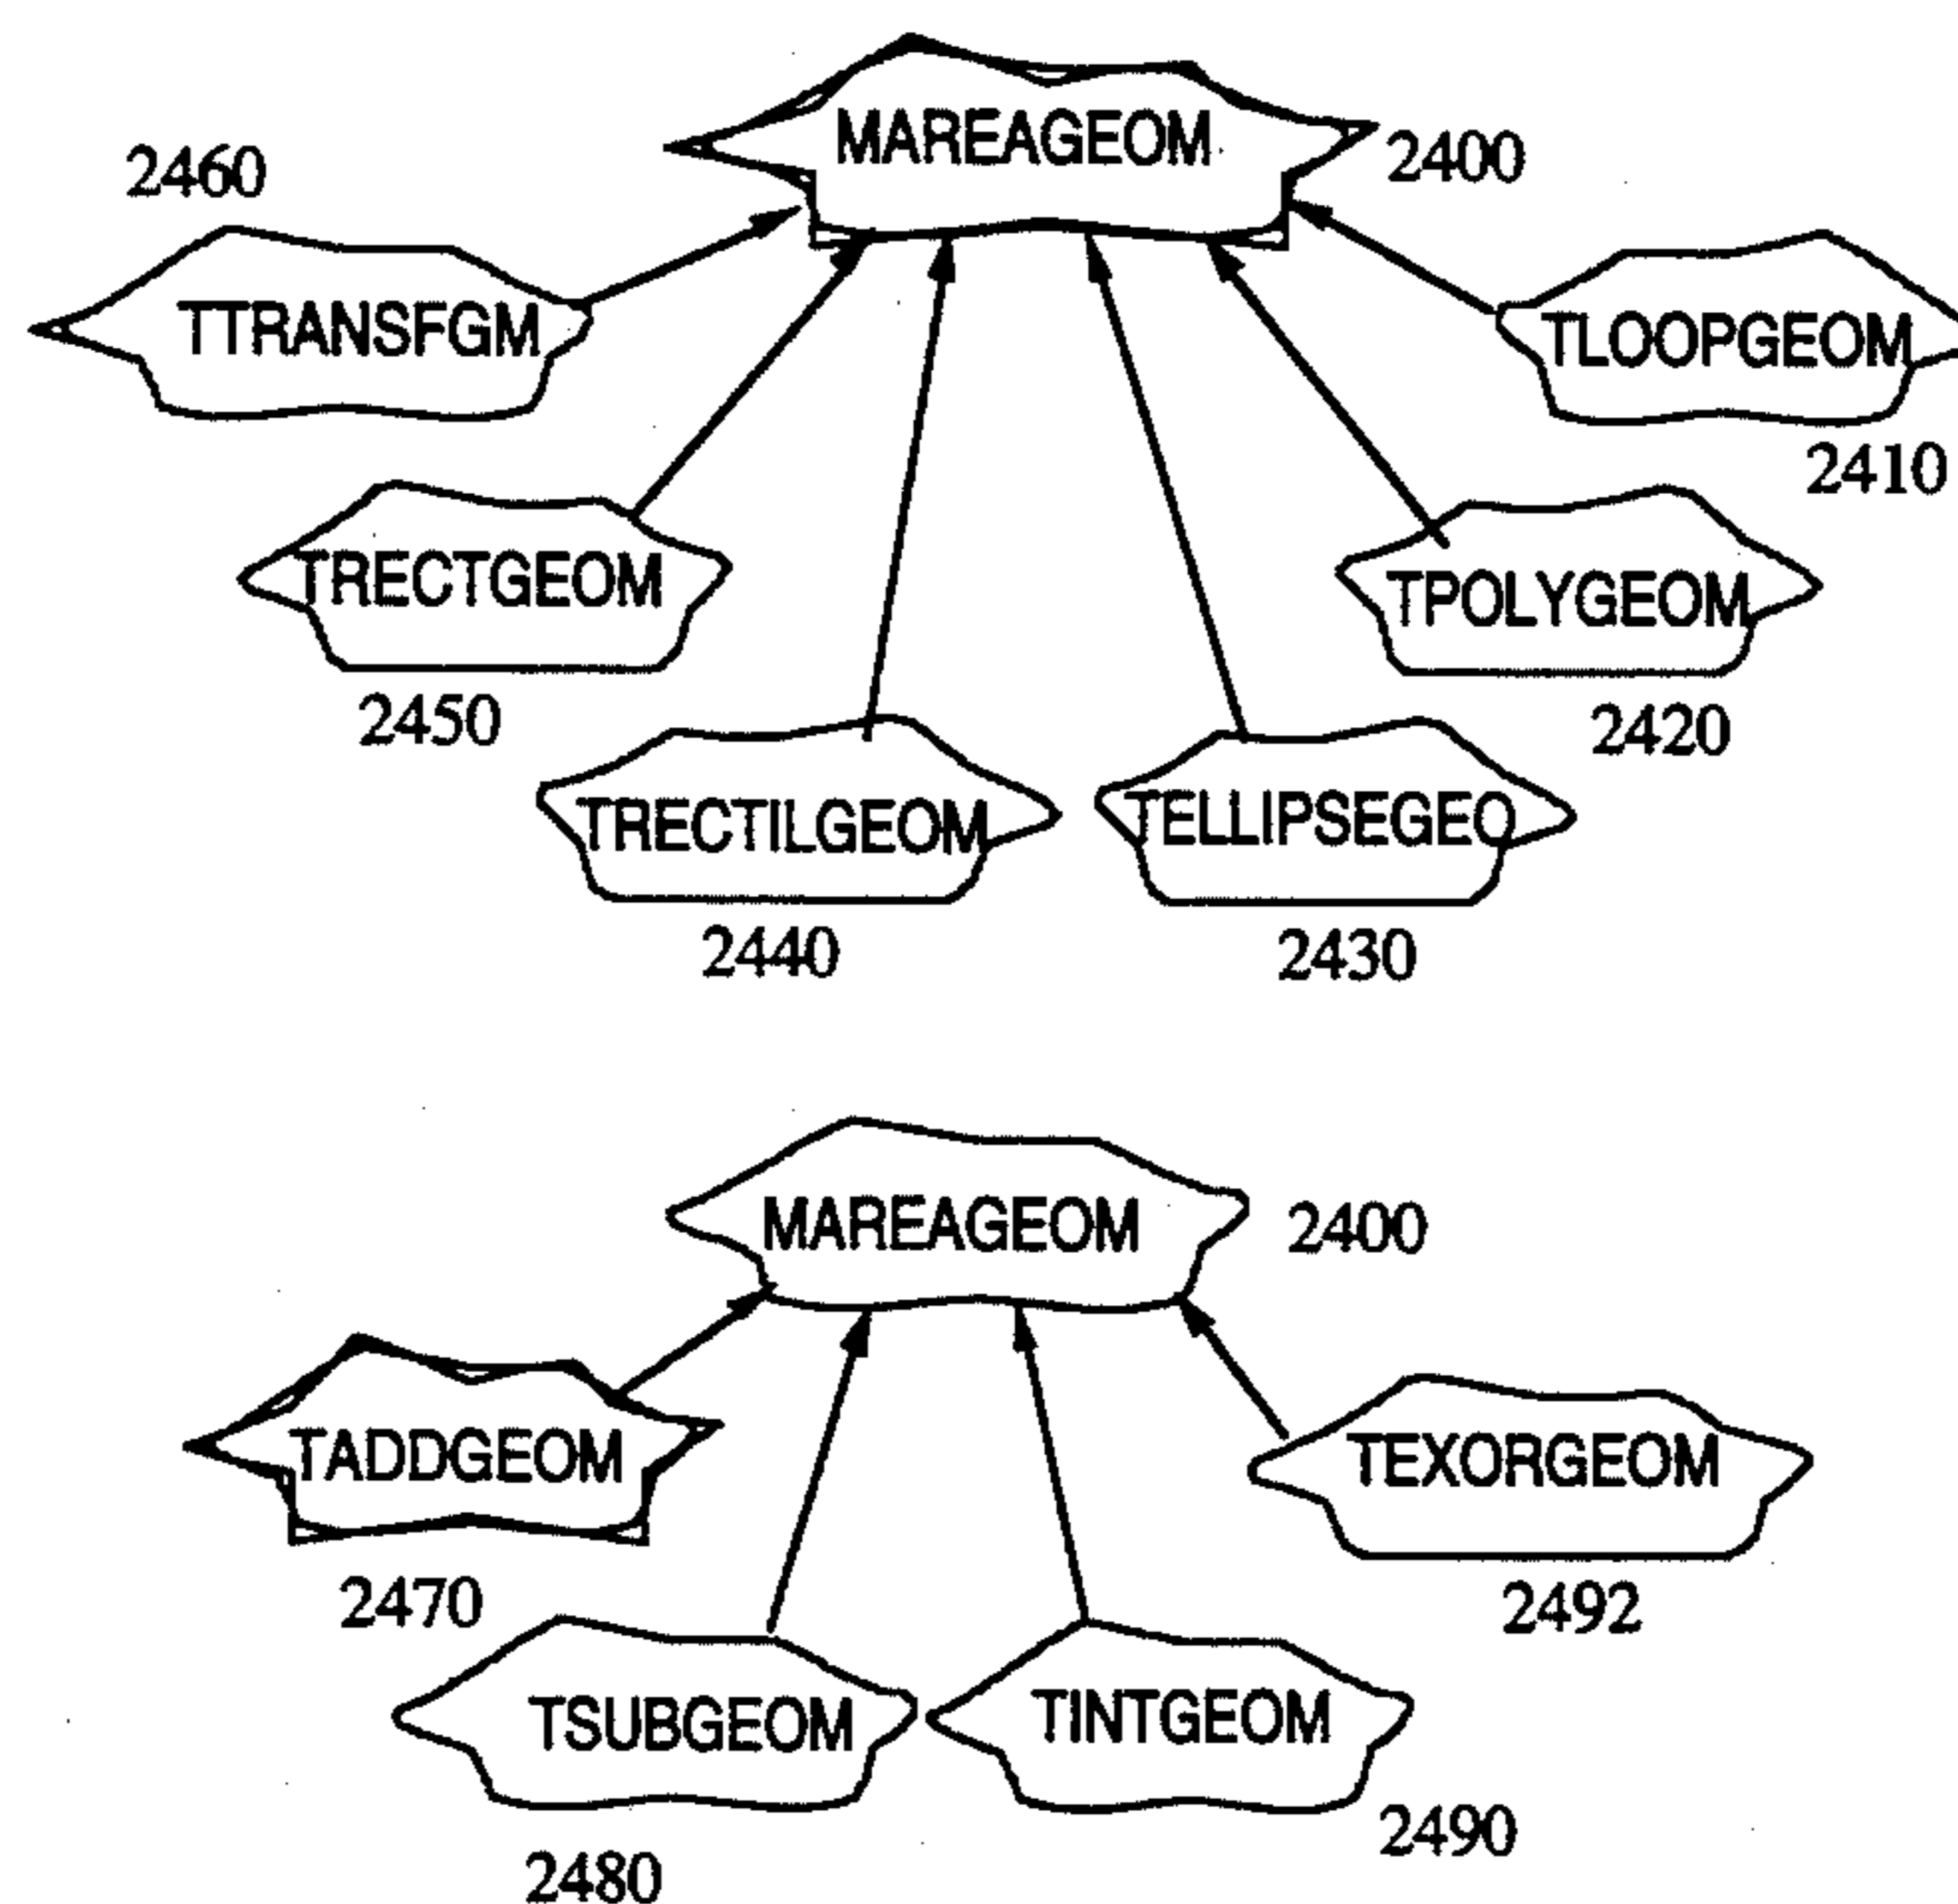 MAREAGEOM
2400
2460
TTRANSFGM
TLOOPGEOM
2410
TRECTGEOM
TPOLYGEOM
2450
2420
TRECTILGEOM
TELLIPSEGEO
2440
2430
MAREAGEOM
2400
TADDGEOM
TEXORGEOM
2470
2492
TSUBGEOM
TINTGEOM
2490
2480